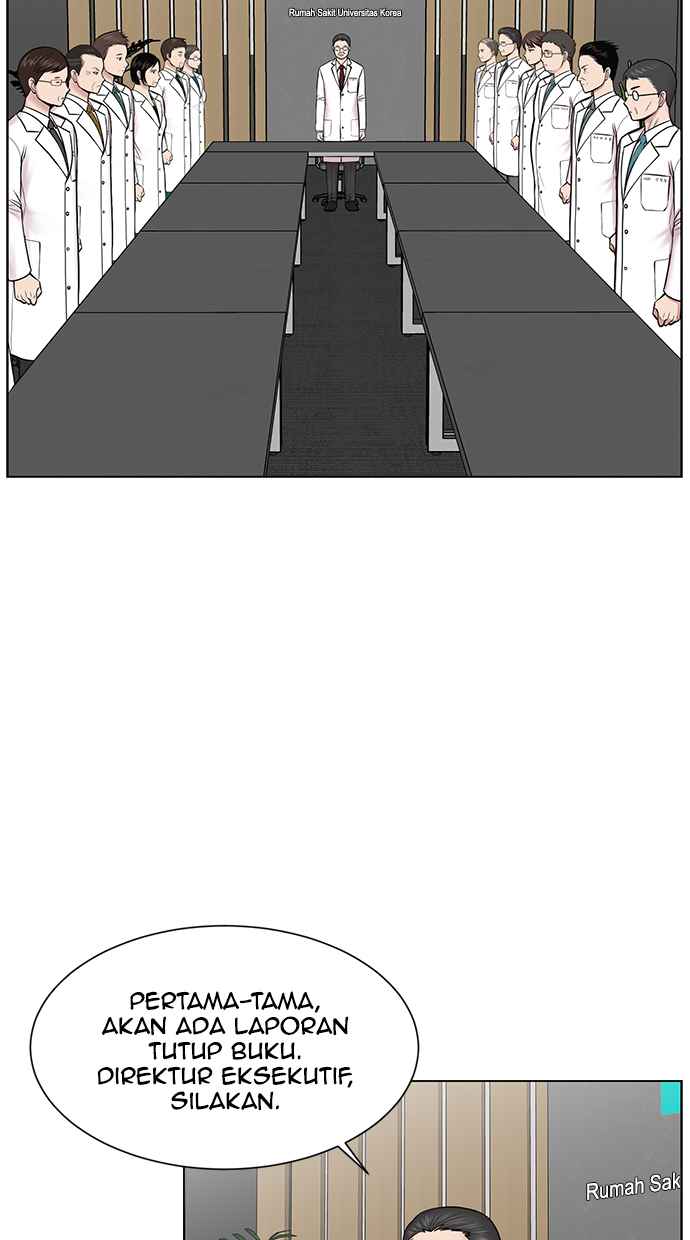 Rumah Sakit Universitas Korea
PERTAMA-TAMA,
AKAN ADA LAPORAN
TUTUP BUKU.
DIREKTUR EKSEKUTIF,
SILAKAN.
Rumah Sak